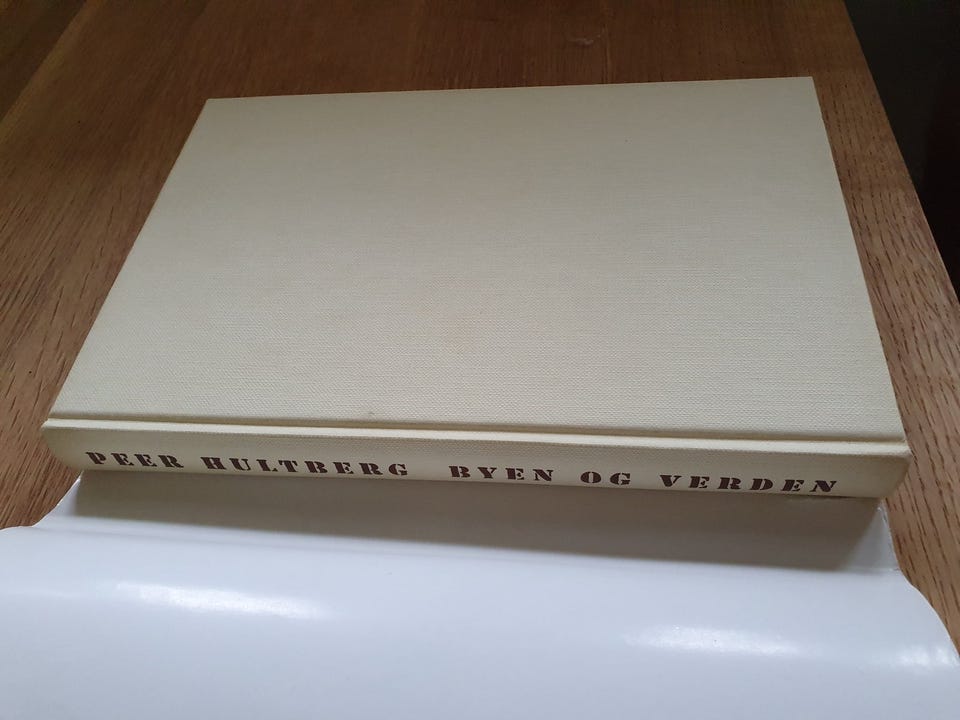 PEER HULTBERG BYEN OG VERDEN